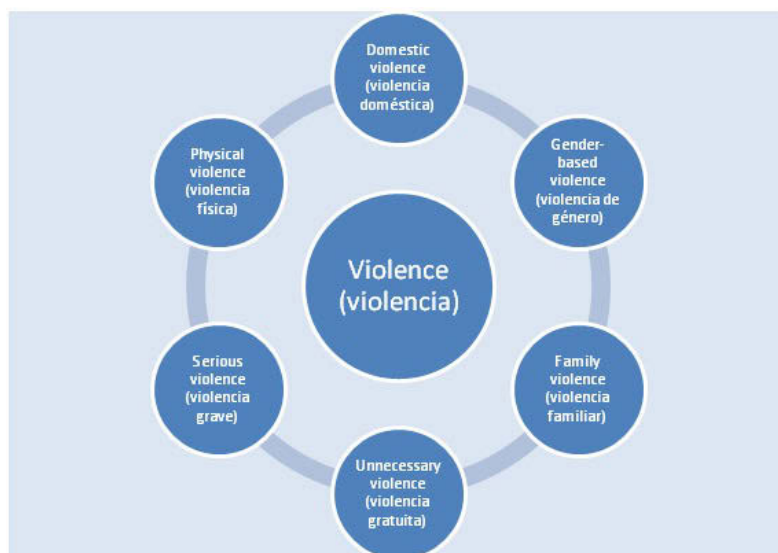 Domestic
violence
(violencia
doméstica)
Gender-
based
violence
(violencia de
género)
Family
violence
(violencia
familiar)
Unnecessary
violence
(violencia
gratuita)
Serious
violence
(violencia
grave)
Physical
violence
(violencia
física)
Violence
(violencia)